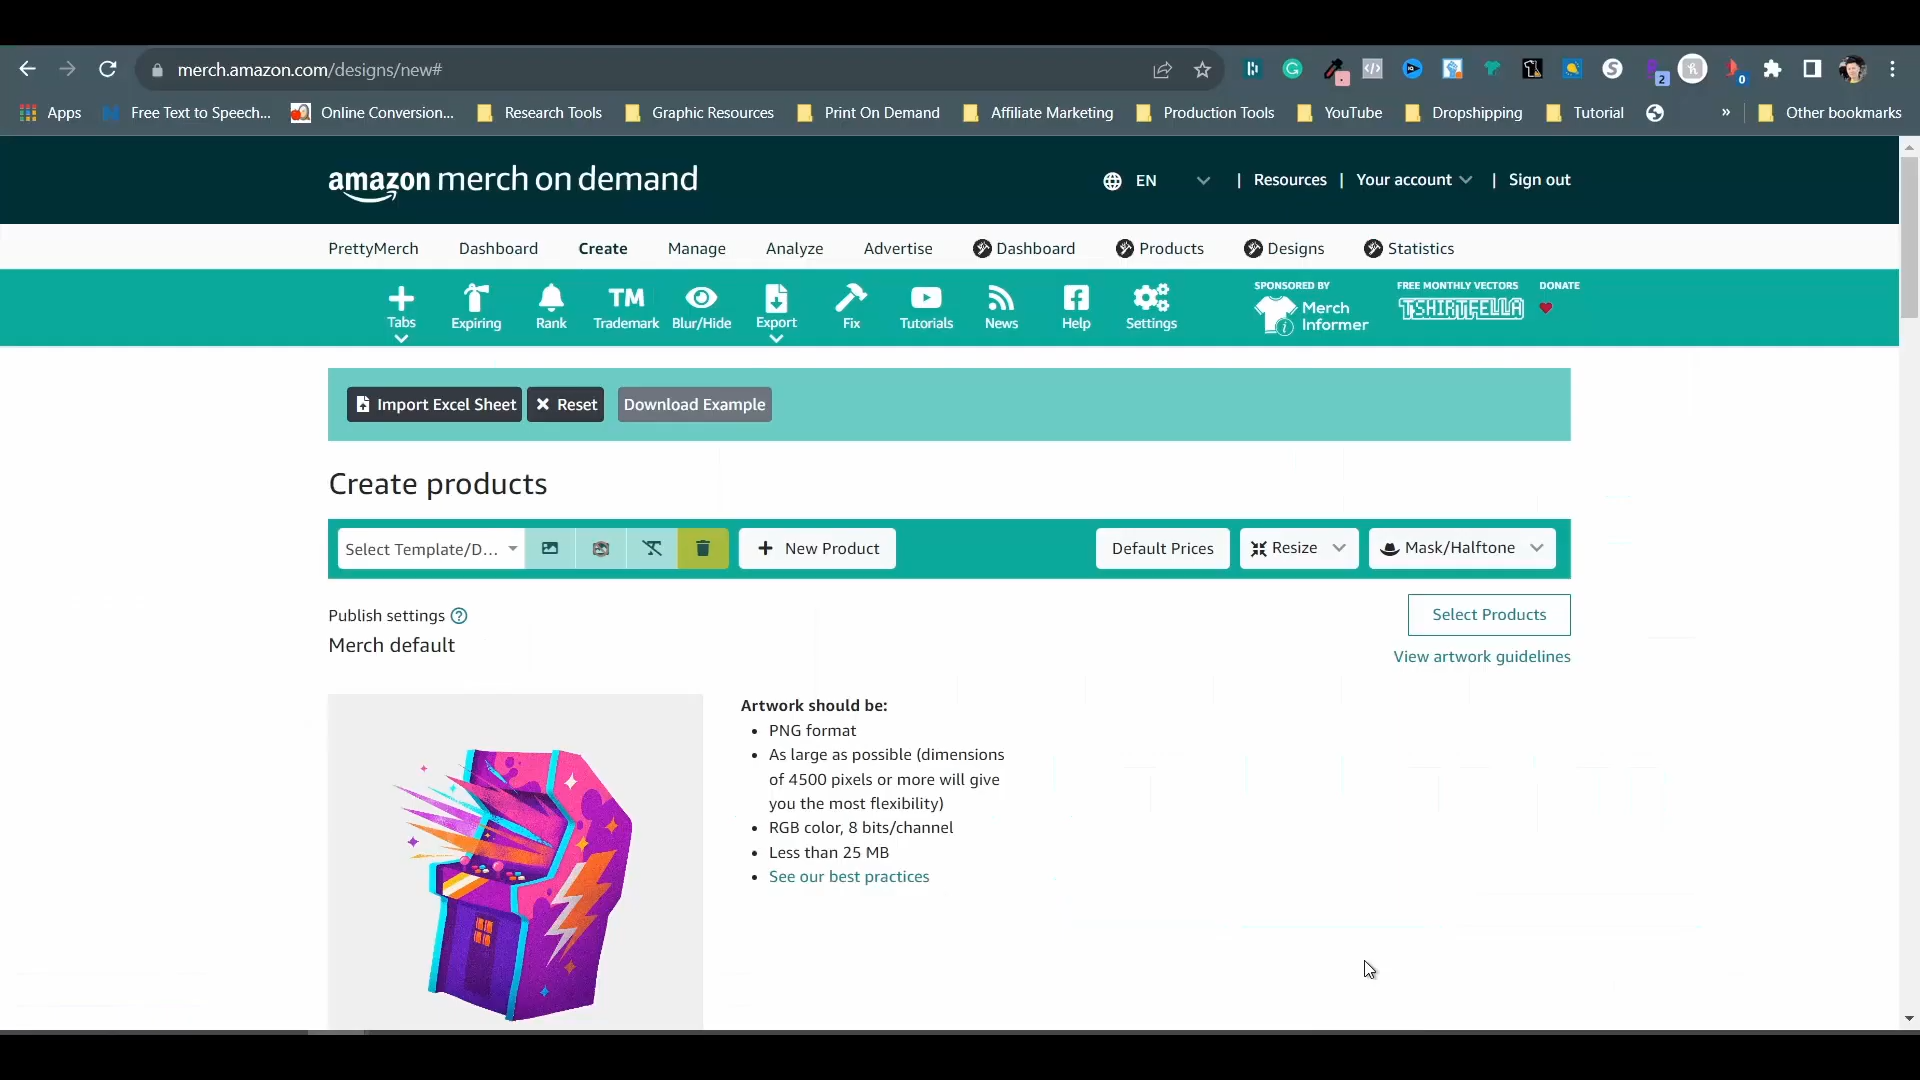 merch.amazon.com/designs/new#
2
0
Apps Free Text to Speech... Online Conversion... Research Tools Graphic Resources Print On Demand Affiliate Marketing Production Tools YouTube Dropshipping Tutorial » Other bookmarks
amazon merch on demand
EN | Resources | Your account | Sign out
PrettyMerch Dashboard Create Manage Analyze Advertise Dashboard Products Designs Statistics
Tabs Expiring Rank TM Trademark Blur/Hide Export Fix Tutorials News Help Settings
SPONSORED BY
Merch
Informer
FREE MONTHLY VECTORS
TSHIRTFELLA
DONATE
Import Excel Sheet Reset Download Example
Create products
Select Template/D... New Product Default Prices Resize Mask/Halftone
Publish settings ?
Merch default
Select Products
View artwork guidelines
Artwork should be:
• PNG format
• As large as possible (dimensions
of 4500 pixels or more will give
you the most flexibility)
• RGB color, 8 bits/channel
• Less than 25 MB
• See our best practices